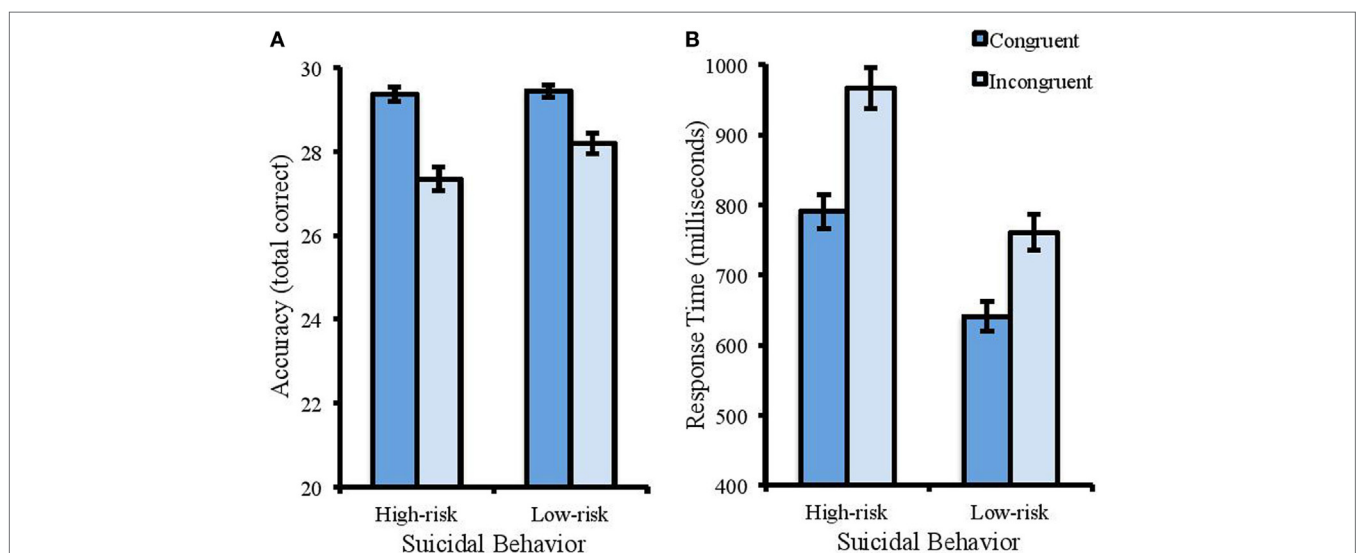 A
Accuracy (total correct)
30
28
26
24
22
20
High-risk
Low-risk
Suicidal Behavior
B
Congruent
Incongruent
Response Time (milliseconds)
1000
900
800
700
600
500
400
High-risk
Low-risk
Suicidal Behavior